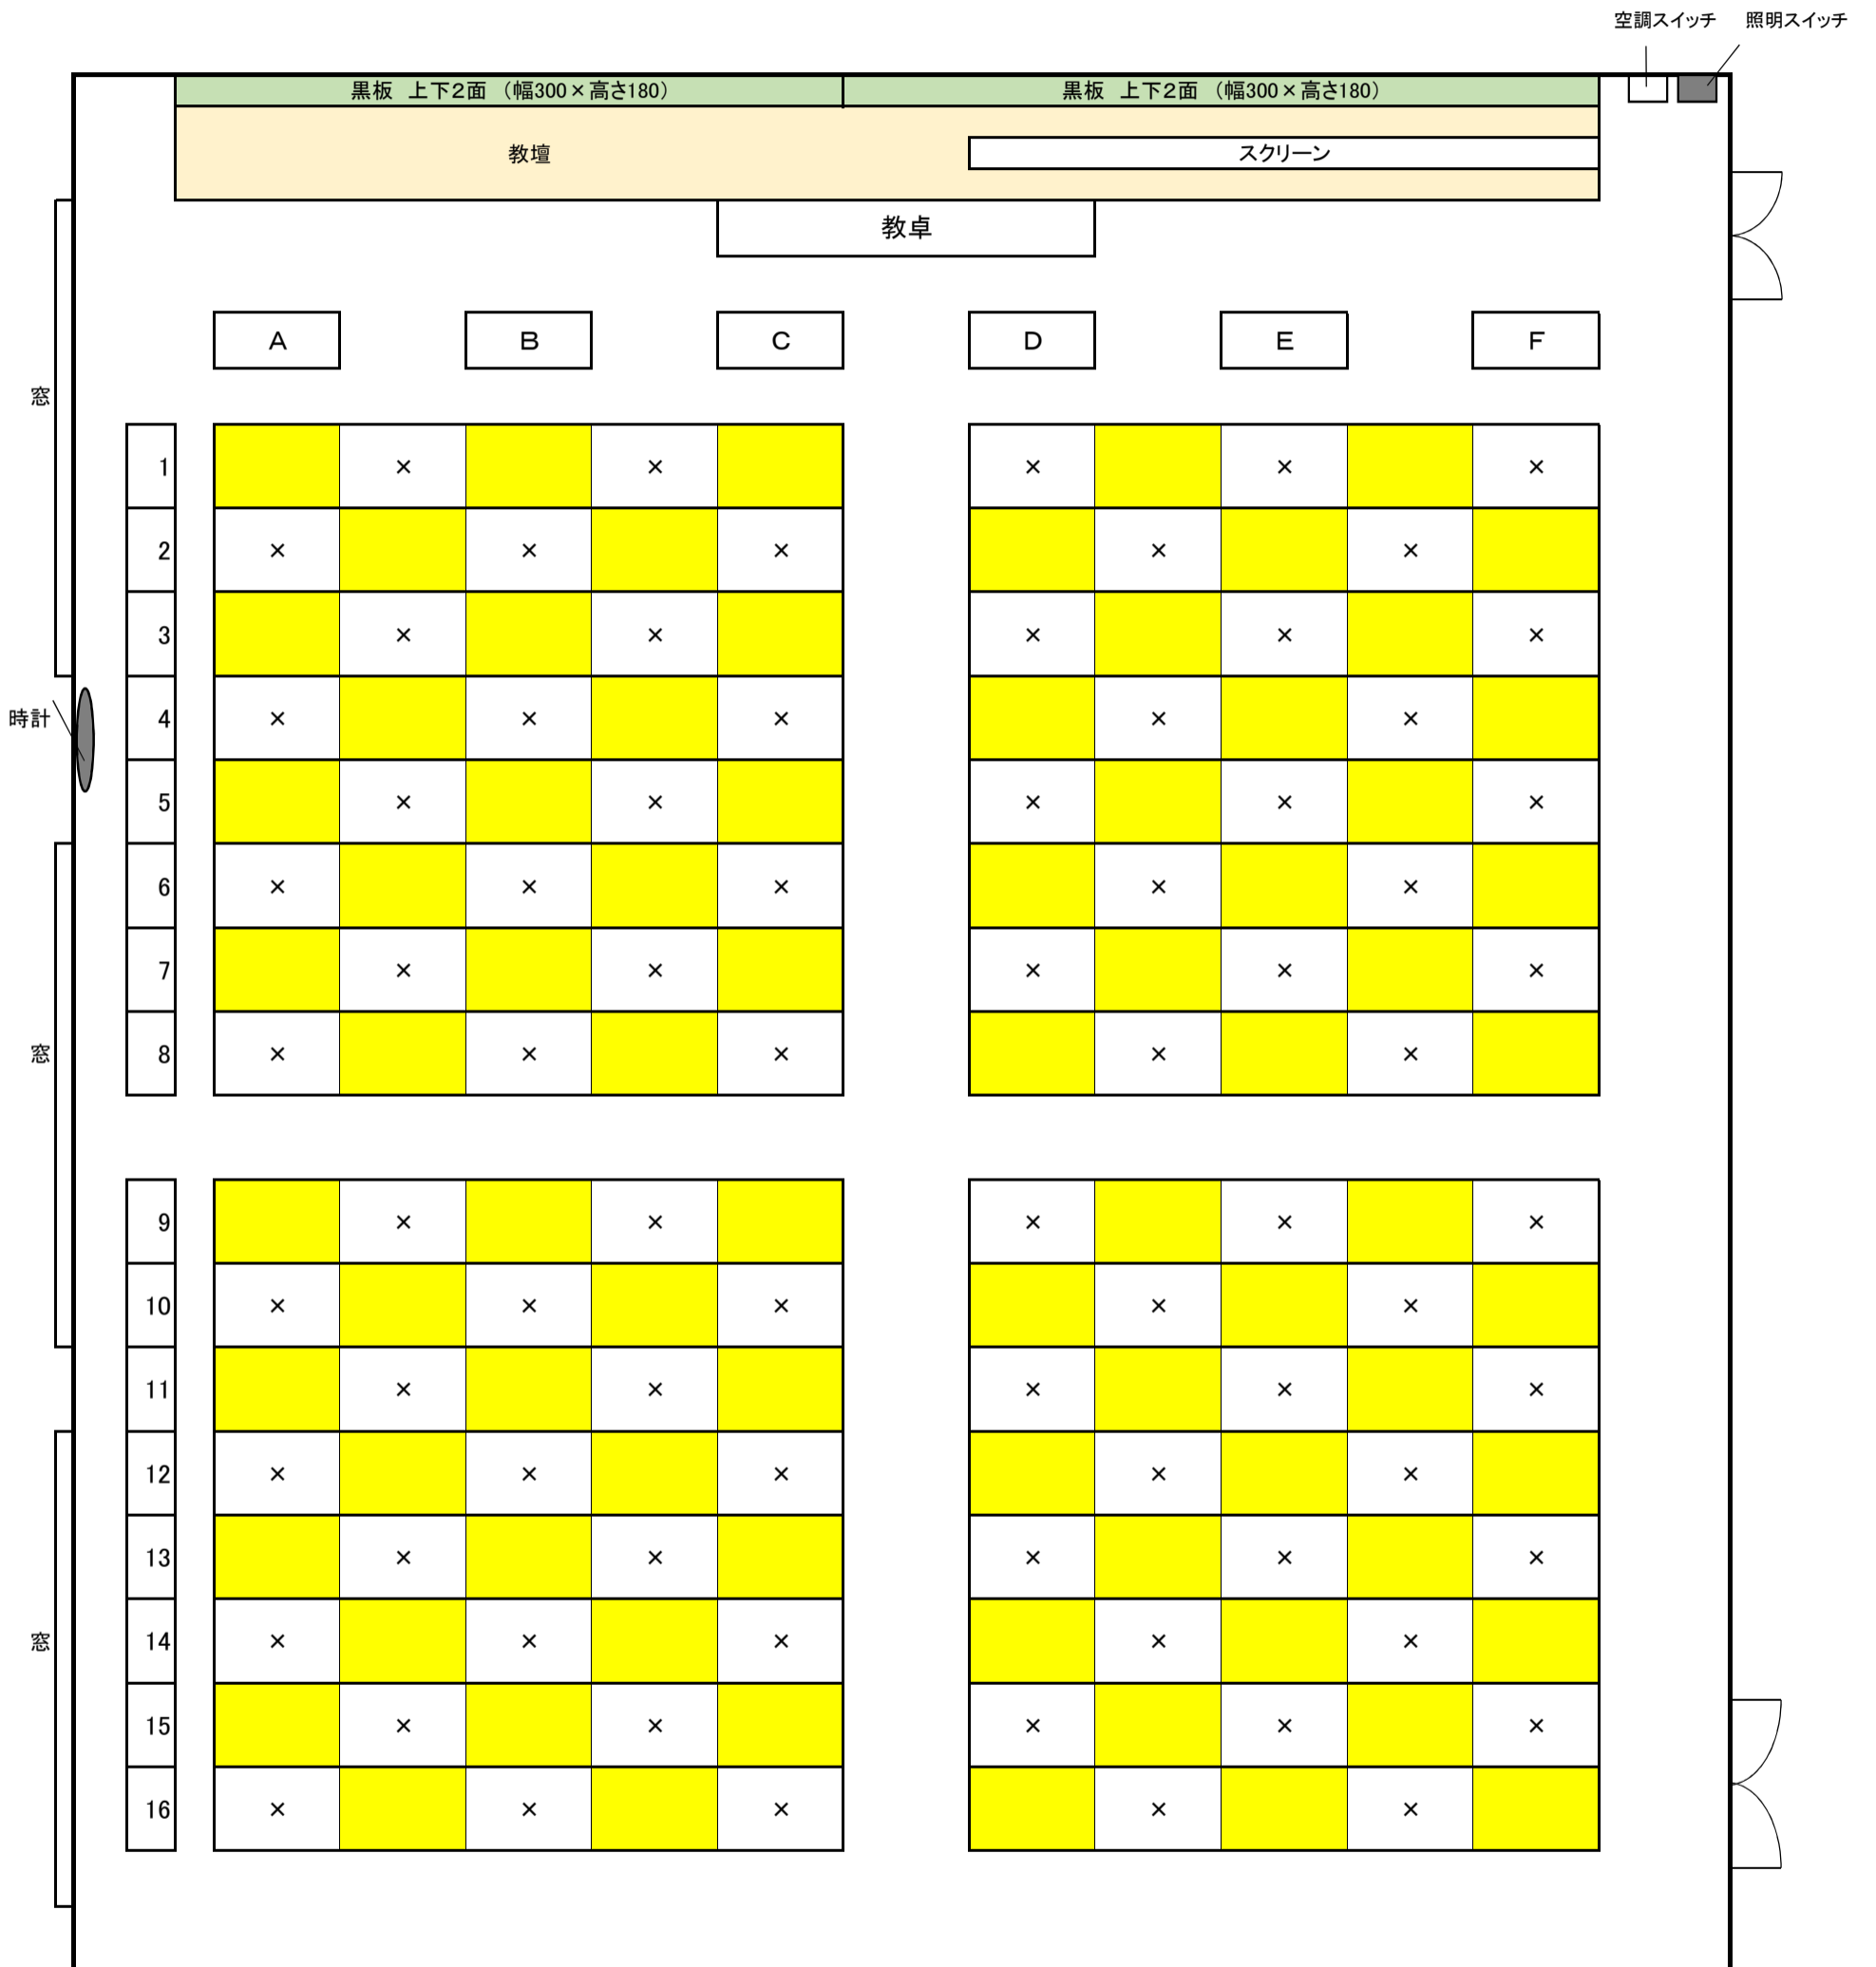 空調スイッチ 照明スイッチ
黒板 上下2面 （幅300×高さ180） 黒板 上下2面 （幅300×高さ180）
教壇 スクリーン
教卓
A B C D E F
窓
1 × × × × ×
2 × × × × ×
3 × × × × ×
時計 4 × × × × ×
5 × × × × ×
6 × × × × ×
7 × × × × ×
窓 8 × × × × ×
9 × × × × ×
10 × × × × ×
11 × × × × ×
12 × × × × ×
13 × × × × ×
窓 14 × × × × ×
15 × × × × ×
16 × × × × ×